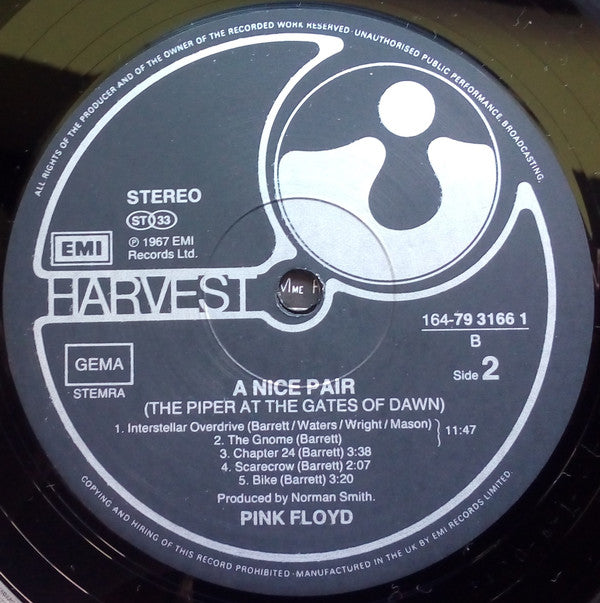 ALL RIGHTS OF THE PRODUCER AND OF THE OWNER OF THE RECORDED WORK RESERVED · UNAUTHORISED PUBLIC PERFORMANCE, BROADCASTING,
STEREO
ST 33
℗ 1967 EMI
Records Ltd.
EMI
HARVEST
164-79 3166 1
B
GEMA
STEMRA
Side 2
A NICE PAIR
(THE PIPER AT THE GATES OF DAWN)
1. Interstellar Overdrive (Barrett / Waters / Wright / Mason)
2. The Gnome (Barrett)
11:47
3. Chapter 24 (Barrett) 3:38
4. Scarecrow (Barrett) 2:07
5. Bike (Barrett) 3:20
Produced by Norman Smith.
PINK FLOYD
COPYING AND HIRING OF THIS RECORD PROHIBITED · MANUFACTURED IN THE UK BY EMI RECORDS LIMITED.